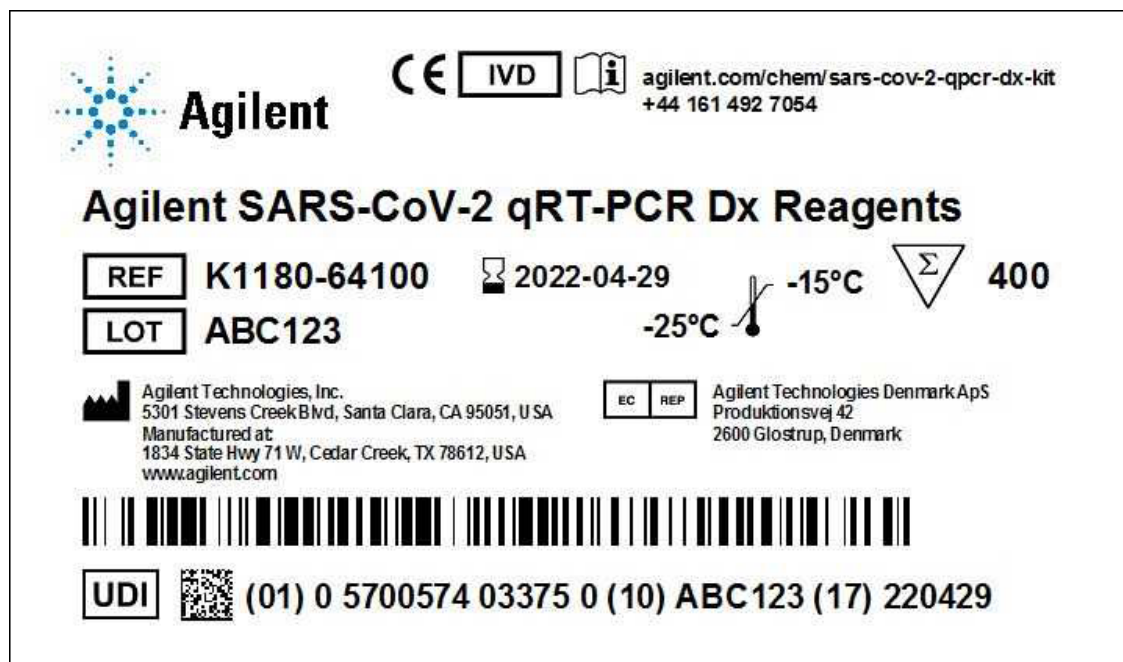 Agilent
CE IVD i agilent.com/chem/sars-cov-2-qpcr-dx-kit
+44 161 492 7054
Agilent SARS-CoV-2 qRT-PCR Dx Reagents
REF K1180-64100 2022-04-29 -25°C -15°C Σ 400
LOT ABC123
Agilent Technologies, Inc.
5301 Stevens Creek Blvd, Santa Clara, CA 95051, USA
Manufactured at:
1834 State Hwy 71 W, Cedar Creek, TX 78612, USA
www.agilent.com
EC REP Agilent Technologies Denmark ApS
Produktionsvej 42
2600 Glostrup, Denmark
UDI (01) 0 5700574 03375 0 (10) ABC123 (17) 220429